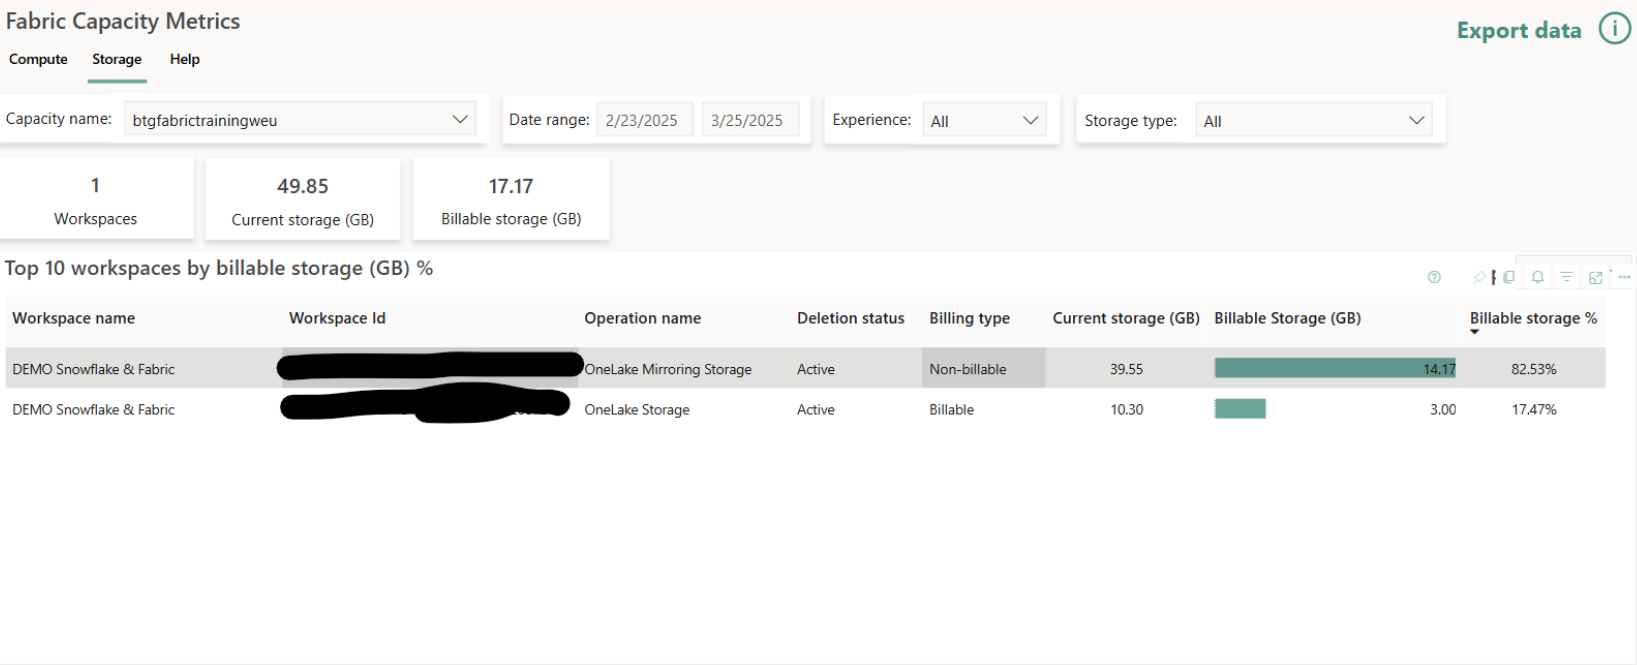 Fabric Capacity Metrics
Export data
Compute Storage Help
Capacity name: btgfabrictrainingweu Date range: 2/23/2025 3/25/2025 Experience: All Storage type: All
1 49.85 17.17
Workspaces Current storage (GB) Billable storage (GB)
Top 10 workspaces by billable storage (GB) %
Workspace name Workspace Id Operation name Deletion status Billing type Current storage (GB) Billable Storage (GB) Billable storage %
DEMO Snowflake & Fabric OneLake Mirroring Storage Active Non-billable 39.55 14.17 82.53%
DEMO Snowflake & Fabric OneLake Storage Active Billable 10.30 3.00 17.47%